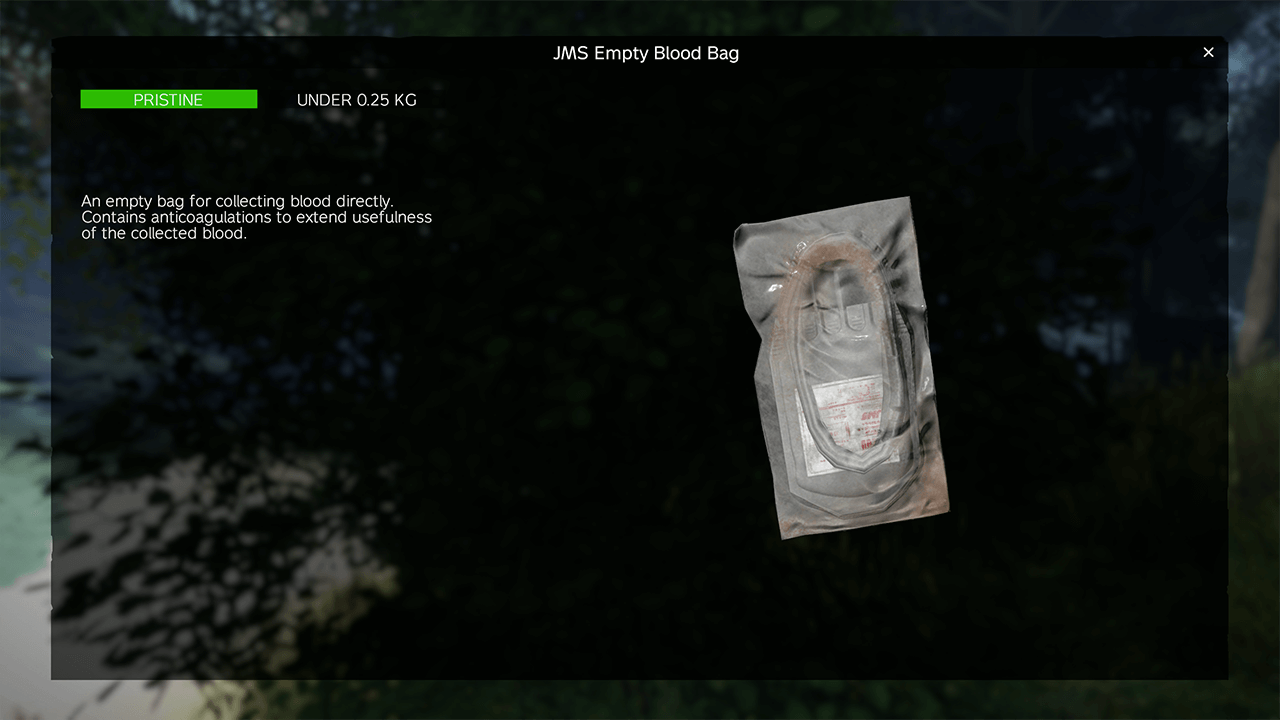 JMS Empty Blood Bag
PRISTINE
UNDER 0.25 KG
An empty bag for collecting blood directly.
Contains anticoagulations to extend usefulness
of the collected blood.